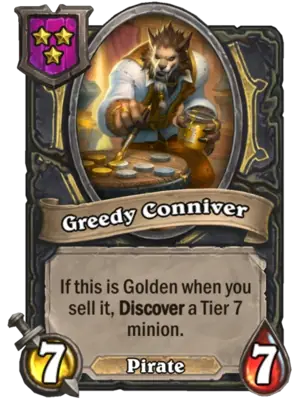 Greedy Conniver
If this is Golden when you
sell it, Discover a Tier 7
minion.
7
Pirate
7